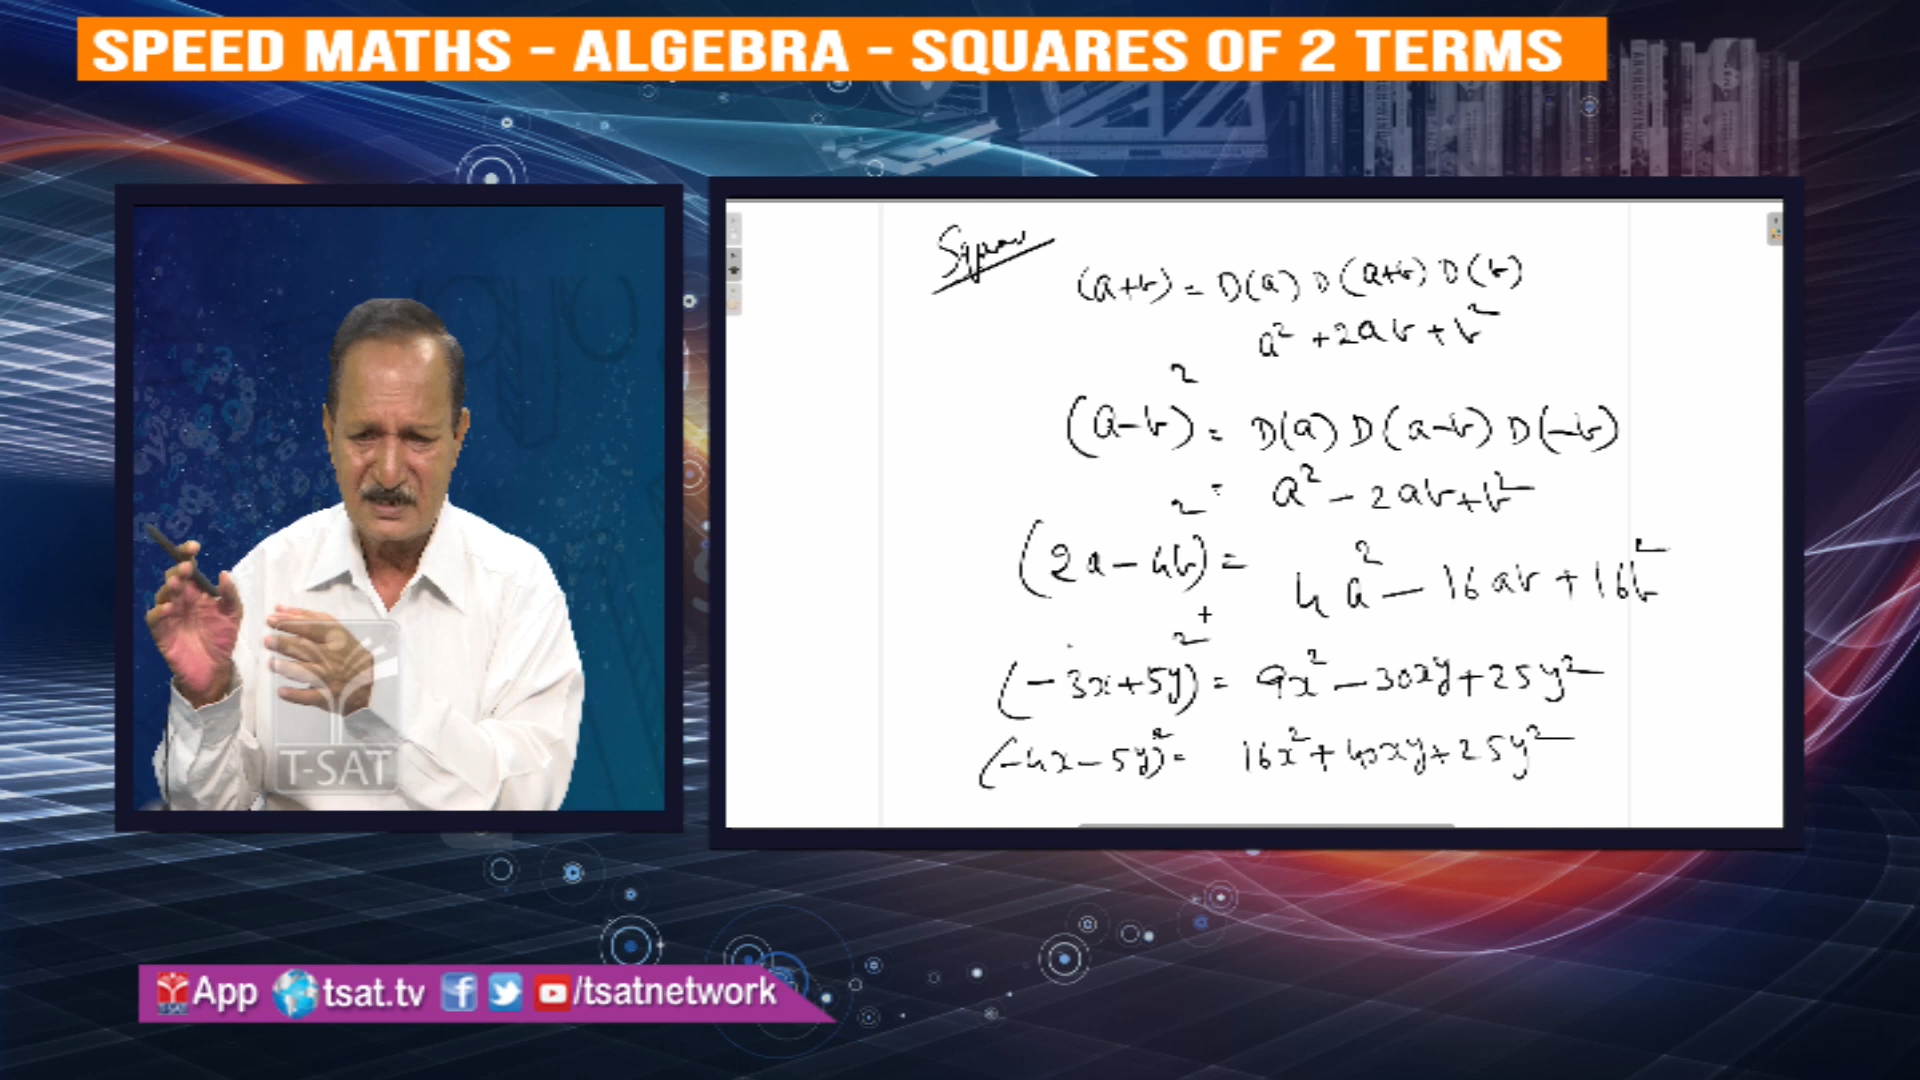 SPEED MATHS - ALGEBRA - SQUARES OF 2 TERMS
Square
(a+b) = D(a) D(a+b) D(b)
a² + 2ab + b²
(a-b)² = D(a) D(a-b) D(-b)
= a² - 2ab + b²
(2a - 4b)² = 4a² - 16ab + 16b²
+
(-3x+5y)² = 9x² - 30xy + 25y²
(-4x-5y)² = 16x² + 40xy + 25y²
T-SAT
App tsat.tv /tsatnetwork